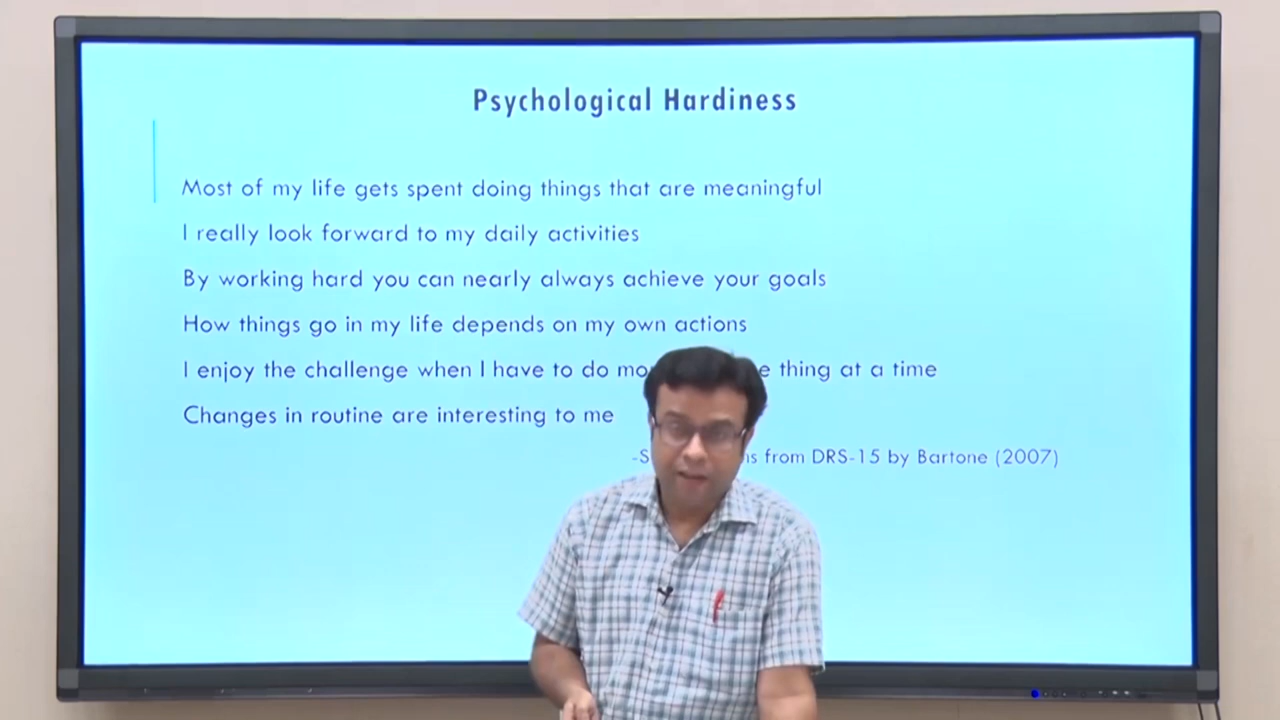 Psychological Hardiness
Most of my life gets spent doing things that are meaningful
I really look forward to my daily activities
By working hard you can nearly always achieve your goals
How things go in my life depends on my own actions
I enjoy the challenge when I have to do thing at a time
Changes in routine are interesting to me
from DRS-15 by Bartone (2007)